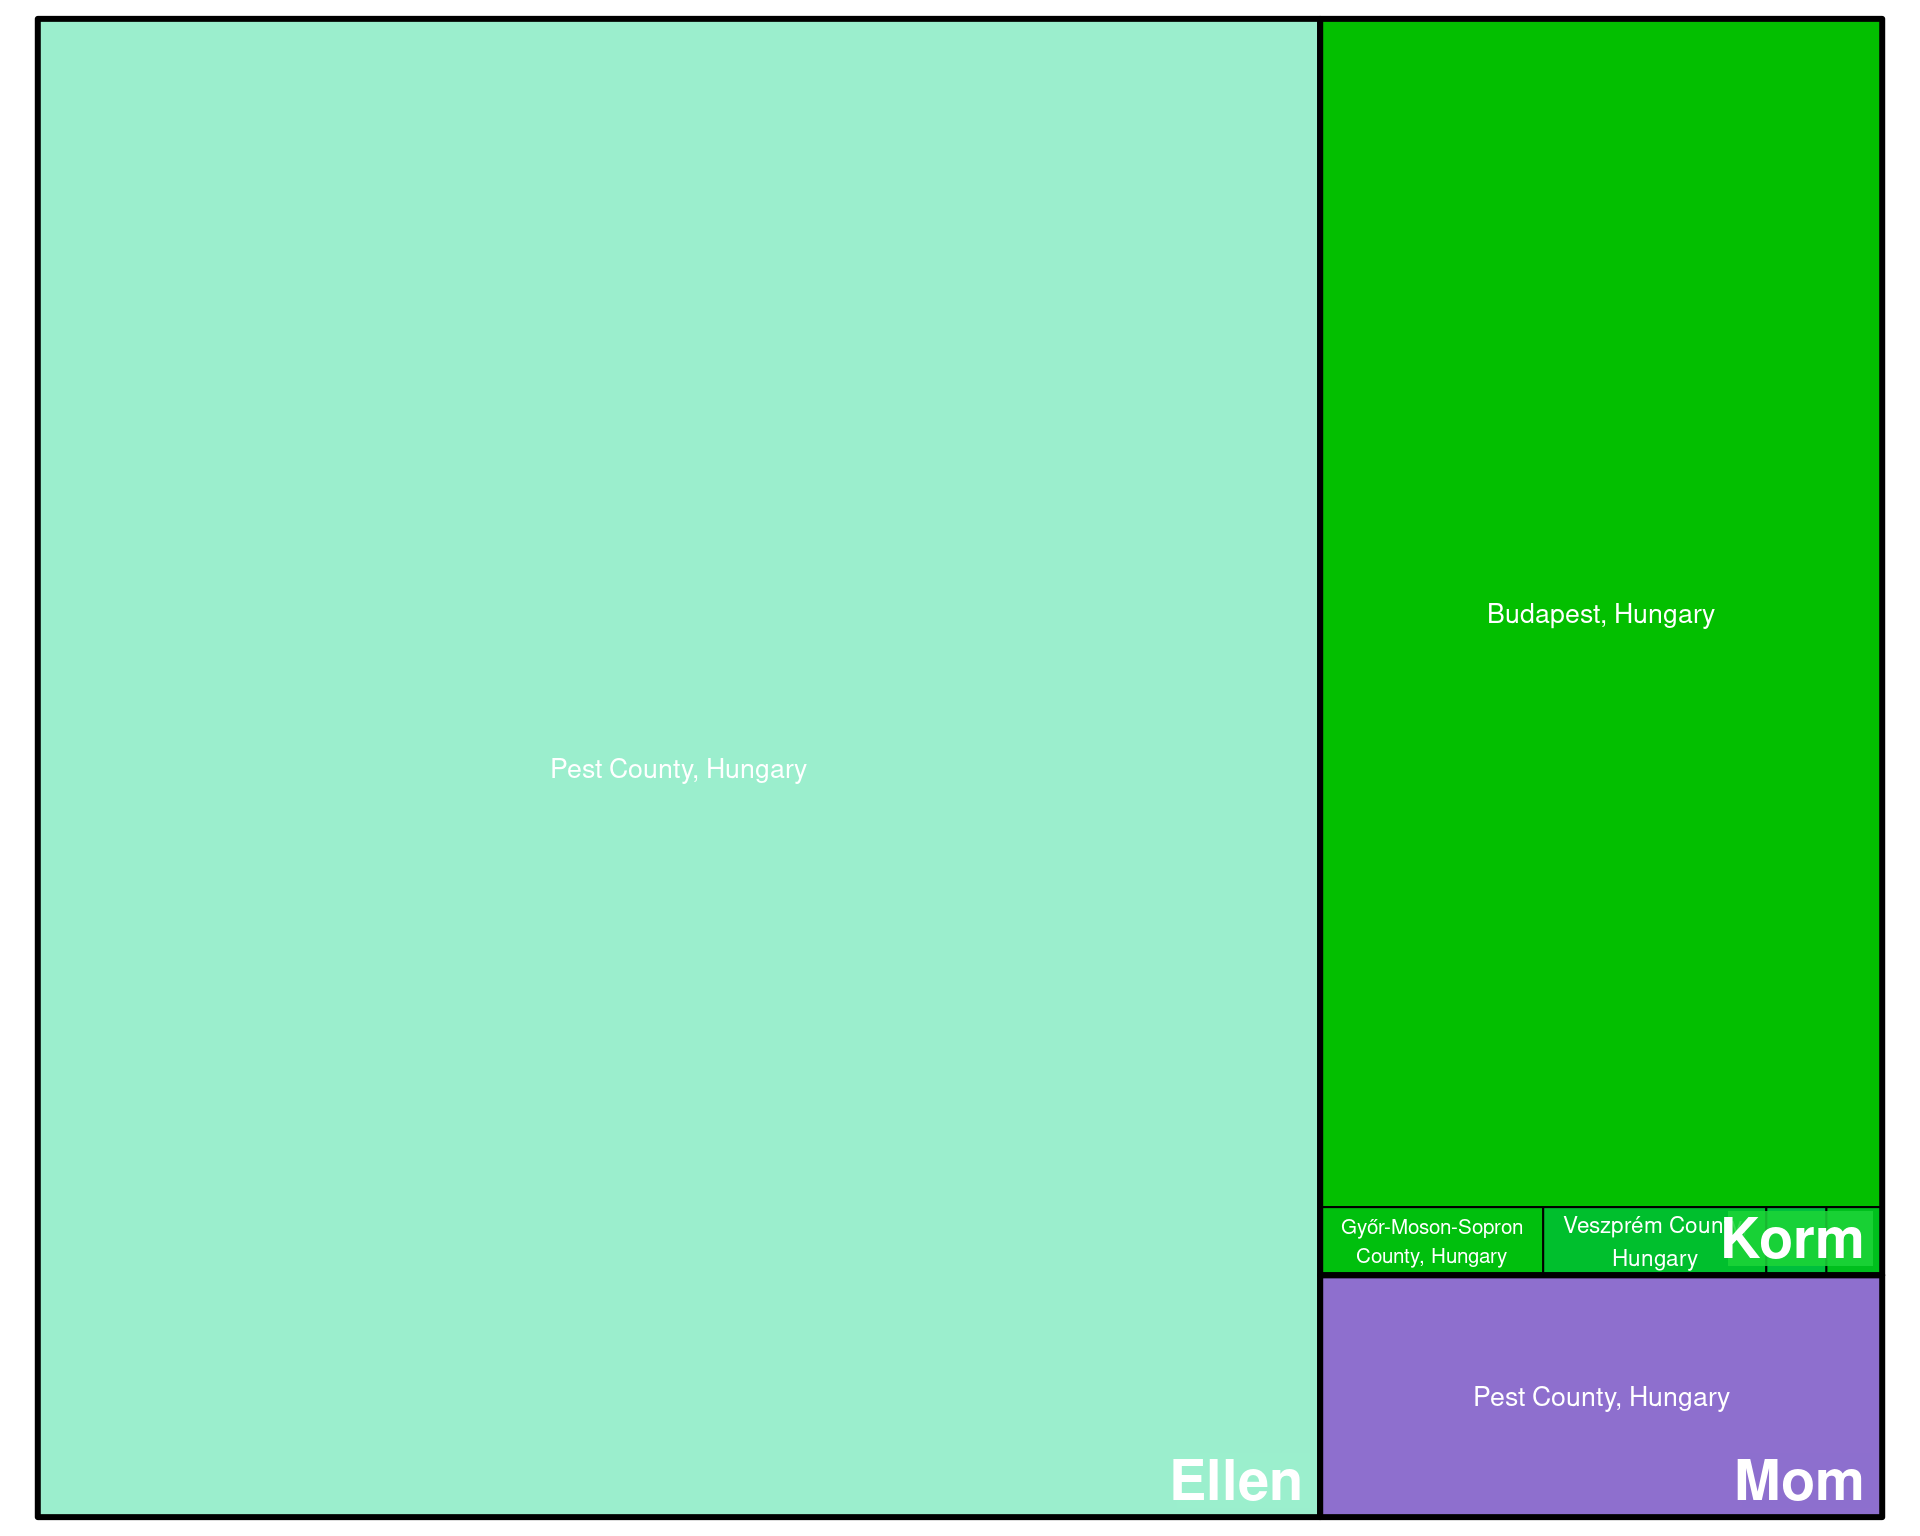 Pest County, Hungary
Ellen
Budapest, Hungary
Győr-Moson-Sopron
County, Hungary
Veszprém Coun
Hungary
Korm
Pest County, Hungary
Mom